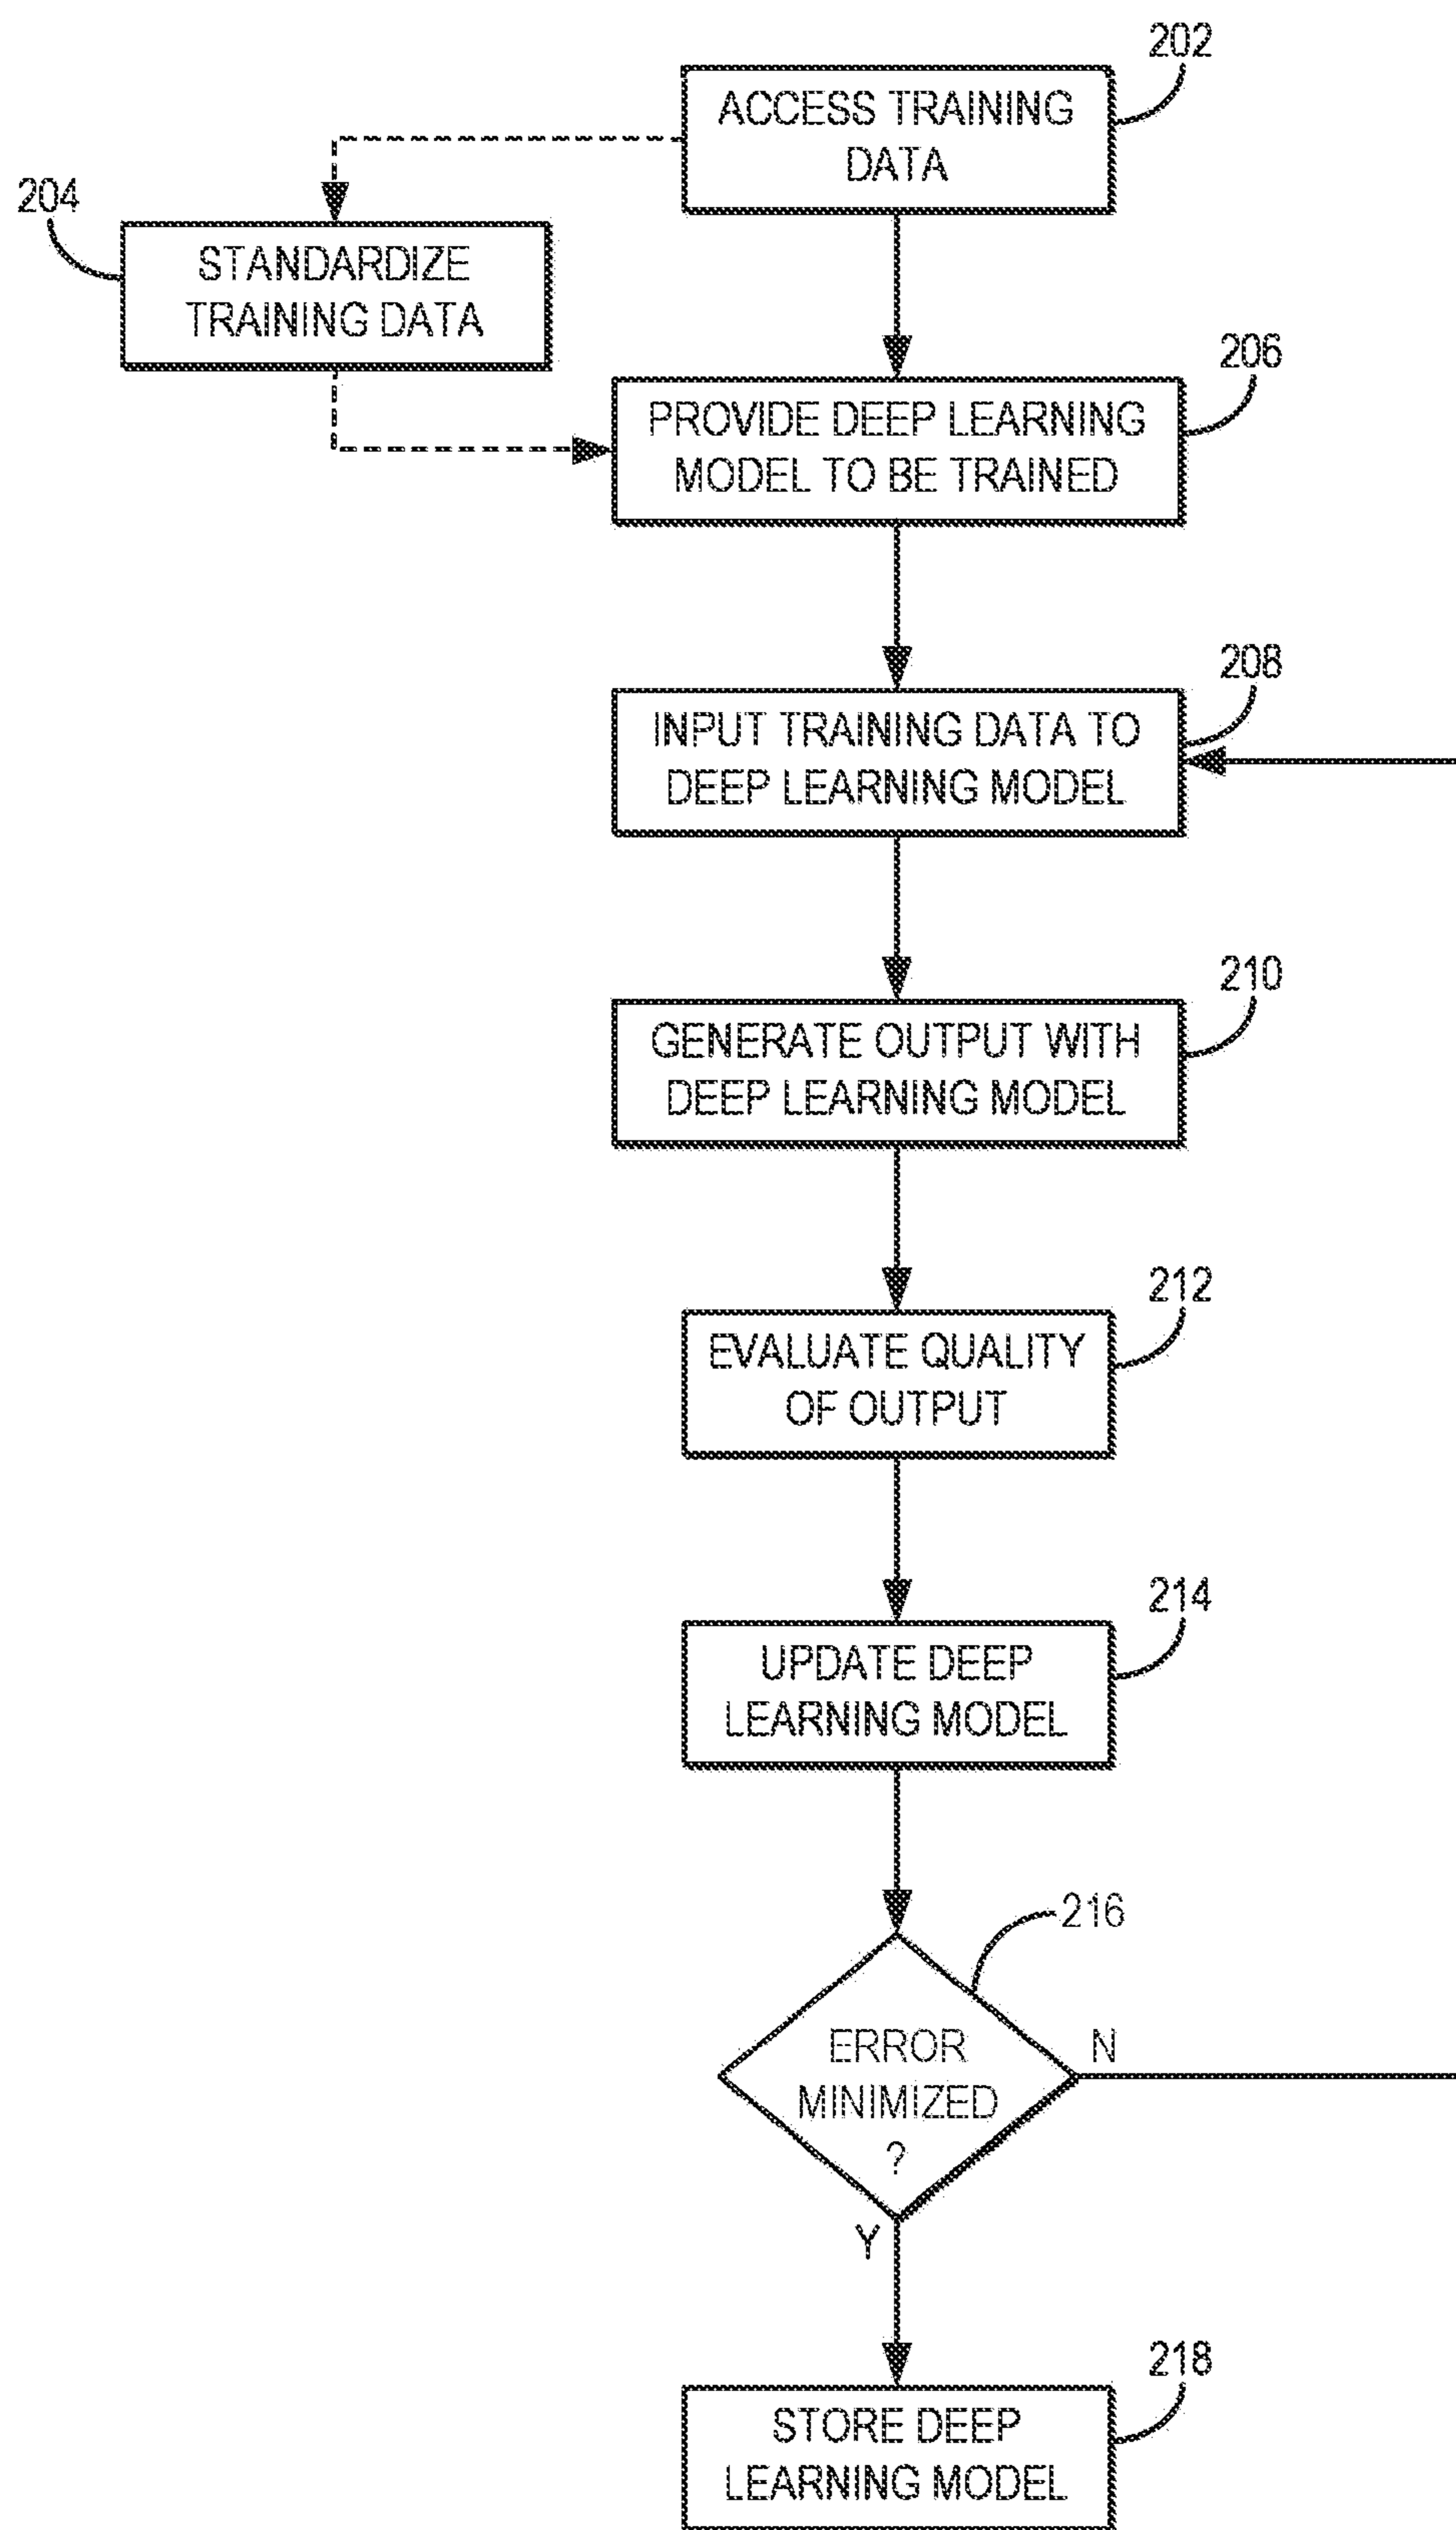 202
ACCESS TRAINING
DATA
204
STANDARDIZE
TRAINING DATA
206
PROVIDE DEEP LEARNING
MODEL TO BE TRAINED
208
INPUT TRAINING DATA TO
DEEP LEARNING MODEL
210
GENERATE OUTPUT WITH
DEEP LEARNING MODEL
212
EVALUATE QUALITY
OF OUTPUT
214
UPDATE DEEP
LEARNING MODEL
216
ERROR
MINIMIZED
?
N
Y
218
STORE DEEP
LEARNING MODEL